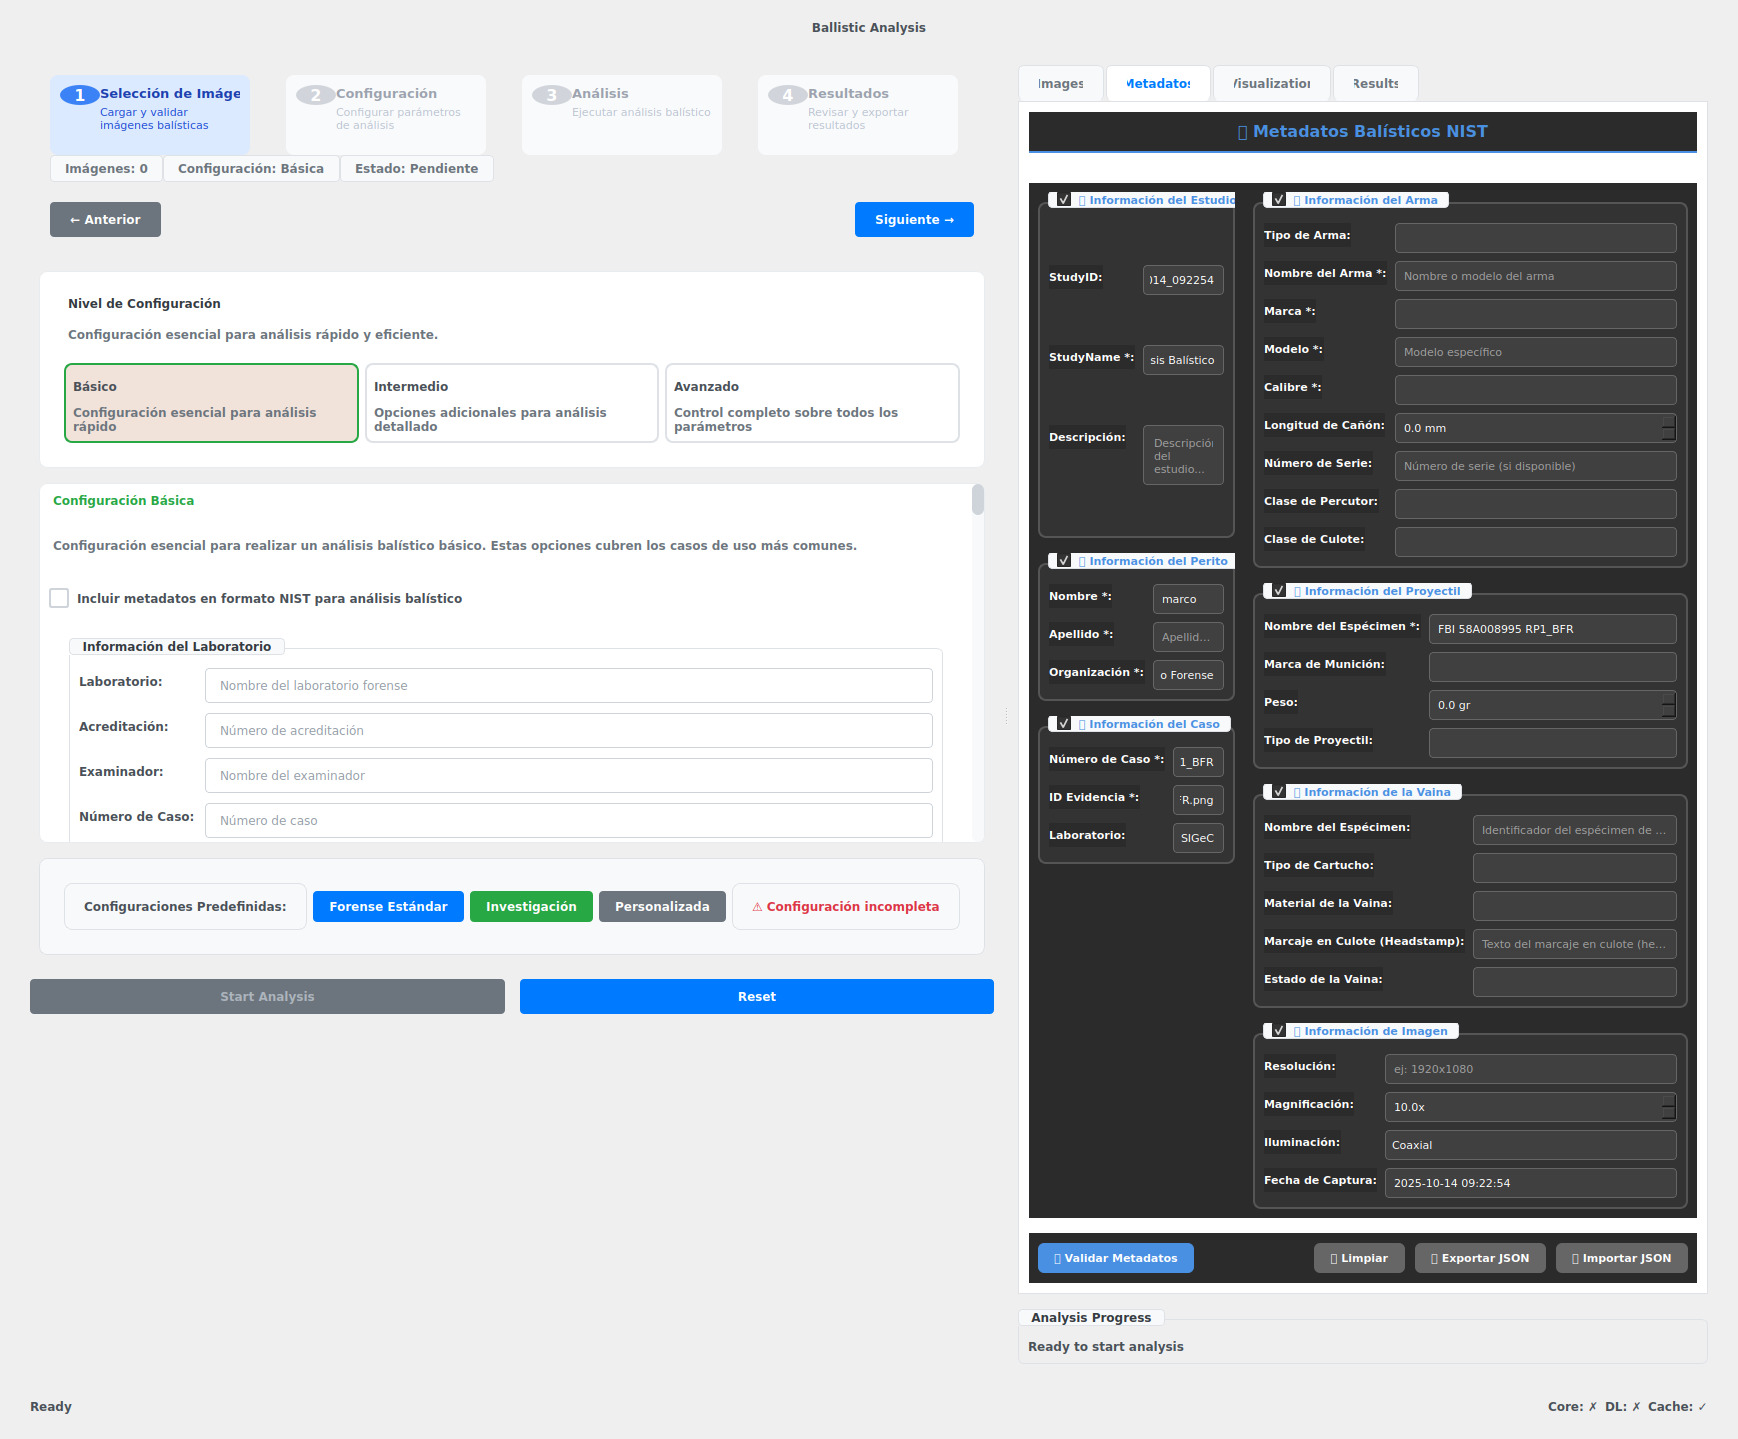 Ballistic Analysis
1 Selección de Imáge
Cargar y validar
imágenes balísticas
2 Configuración
Configurar parámetros
de análisis
3 Análisis
Ejecutar análisis balístico
4 Resultados
Revisar y exportar
resultados
Imágenes: 0
Configuración: Básica
Estado: Pendiente
← Anterior
Siguiente →
Nivel de Configuración
Configuración esencial para análisis rápido y eficiente.
Básico
Configuración esencial para análisis
rápido
Intermedio
Opciones adicionales para análisis
detallado
Avanzado
Control completo sobre todos los
parámetros
Configuración Básica
Configuración esencial para realizar un análisis balístico básico. Estas opciones cubren los casos de uso más comunes.
Incluir metadatos en formato NIST para análisis balístico
Información del Laboratorio
Laboratorio: Nombre del laboratorio forense
Acreditación: Número de acreditación
Examinador: Nombre del examinador
Número de Caso: Número de caso
Configuraciones Predefinidas:
Forense Estándar
Investigación
Personalizada
⚠ Configuración incompleta
Start Analysis
Reset
Images
Metadatos
Visualization
Results
Metadatos Balísticos NIST
Información del Estudio
StudyID: 014_092254
StudyName *: sis Balístico
Descripción: Descripció
del
estudio...
Información del Perito
Nombre *: marco
Apellido *: Apellid...
Organización *: o Forense
Información del Caso
Número de Caso *: 1_BFR
ID Evidencia *: FR.png
Laboratorio: SIGeC
Información del Arma
Tipo de Arma:
Nombre del Arma *: Nombre o modelo del arma
Marca *:
Modelo *: Modelo específico
Calibre *:
Longitud de Cañón: 0.0 mm
Número de Serie: Número de serie (si disponible)
Clase de Percutor:
Clase de Culote:
Información del Proyectil
Nombre del Espécimen *: FBI 58A008995 RP1_BFR
Marca de Munición:
Peso: 0.0 gr
Tipo de Proyectil:
Información de la Vaina
Nombre del Espécimen: Identificador del espécimen de ...
Tipo de Cartucho:
Material de la Vaina:
Marcaje en Culote (Headstamp): Texto del marcaje en culote (he...
Estado de la Vaina:
Información de Imagen
Resolución: ej: 1920x1080
Magnificación: 10.0x
Iluminación: Coaxial
Fecha de Captura: 2025-10-14 09:22:54
Validar Metadatos
Limpiar
Exportar JSON
Importar JSON
Analysis Progress
Ready to start analysis
Ready
Core: ✗ DL: ✗ Cache: ✓